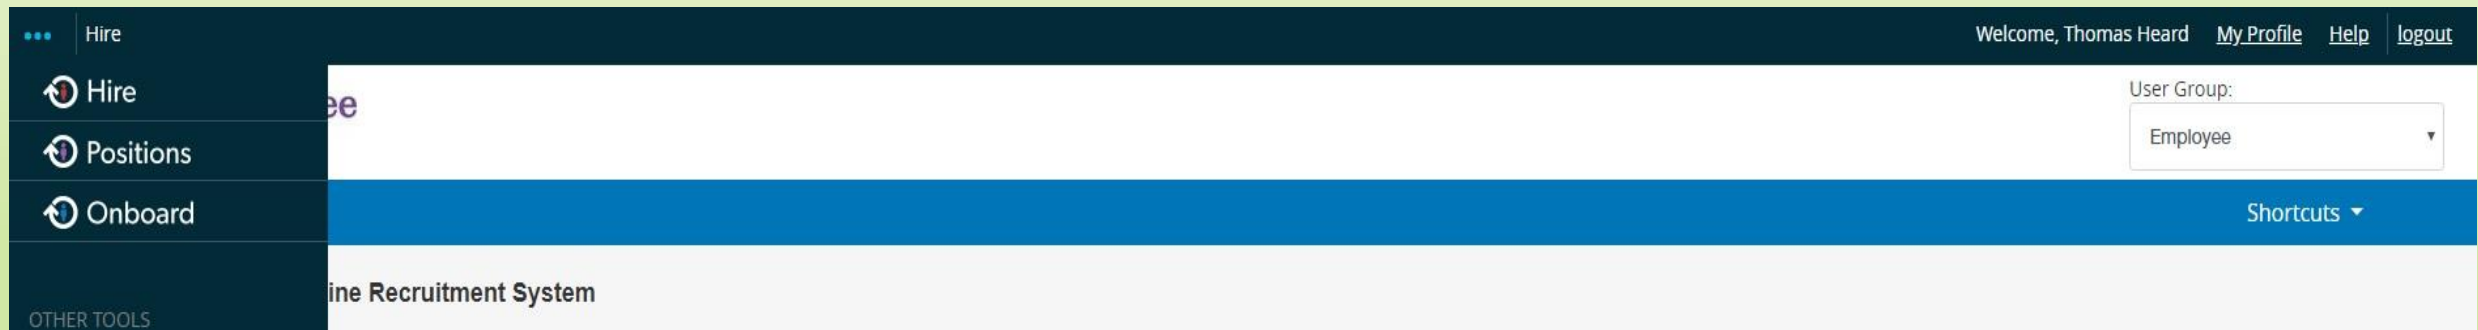 ••• Hire Welcome, Thomas Heard My Profile Help logout
Hire
ee
User Group:
Positions
Employee
Onboard
Shortcuts
ine Recruitment System
OTHER TOOLS